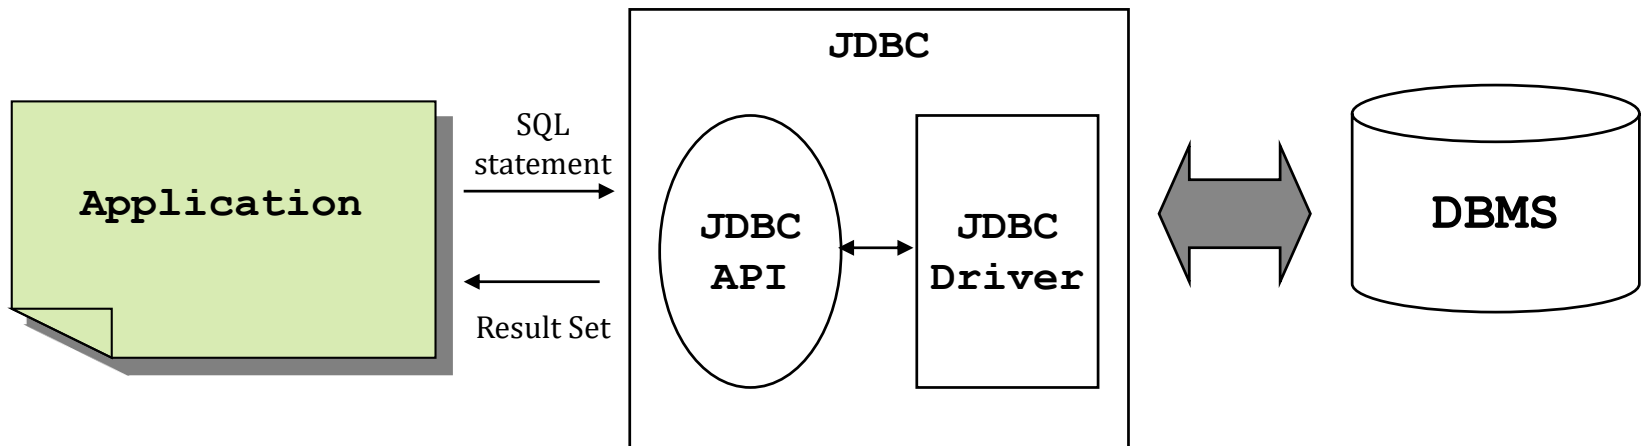 JDBC
Application
SQL
statement
Result Set
JDBC
API
JDBC
Driver
DBMS